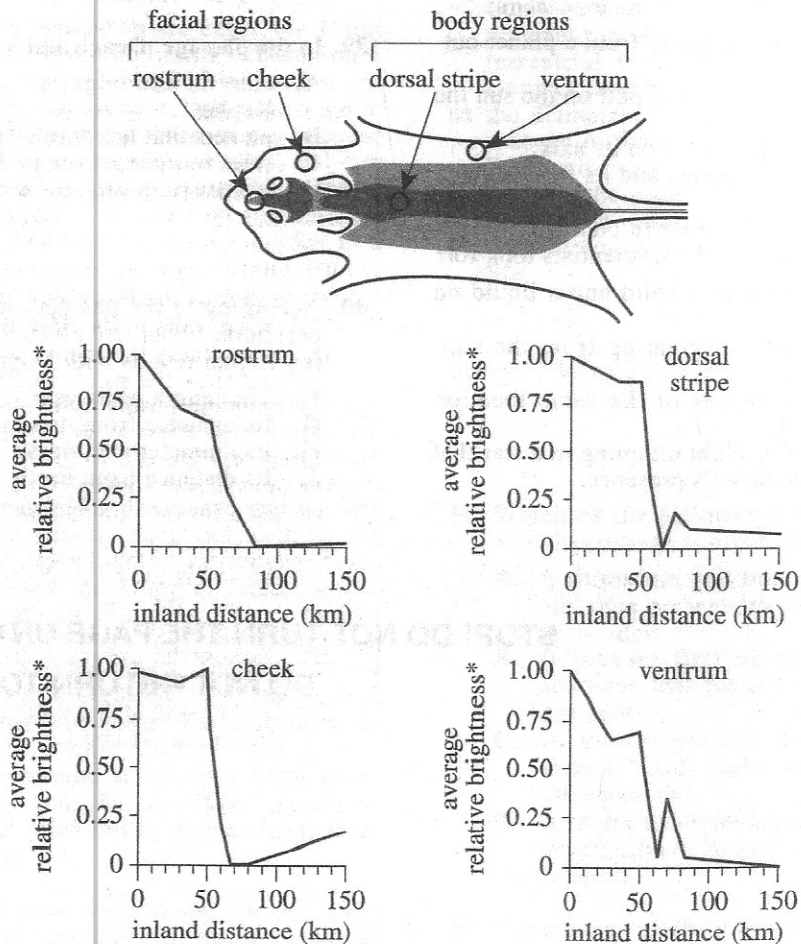 facial regions
body regions
rostrum cheek
dorsal stripe ventrum
rostrum
average
relative brightness*
1.00
0.75
0.50
0.25
0
0 50 100 150
inland distance (km)
dorsal
stripe
average
relative brightness*
1.00
0.75
0.50
0.25
0
0 50 100 150
inland distance (km)
cheek
average
relative brightness*
1.00
0.75
0.50
0.25
0
0 50 100 150
inland distance (km)
ventrum
average
relative brightness*
1.00
0.75
0.50
0.25
0
0 50 100 150
inland distance (km)